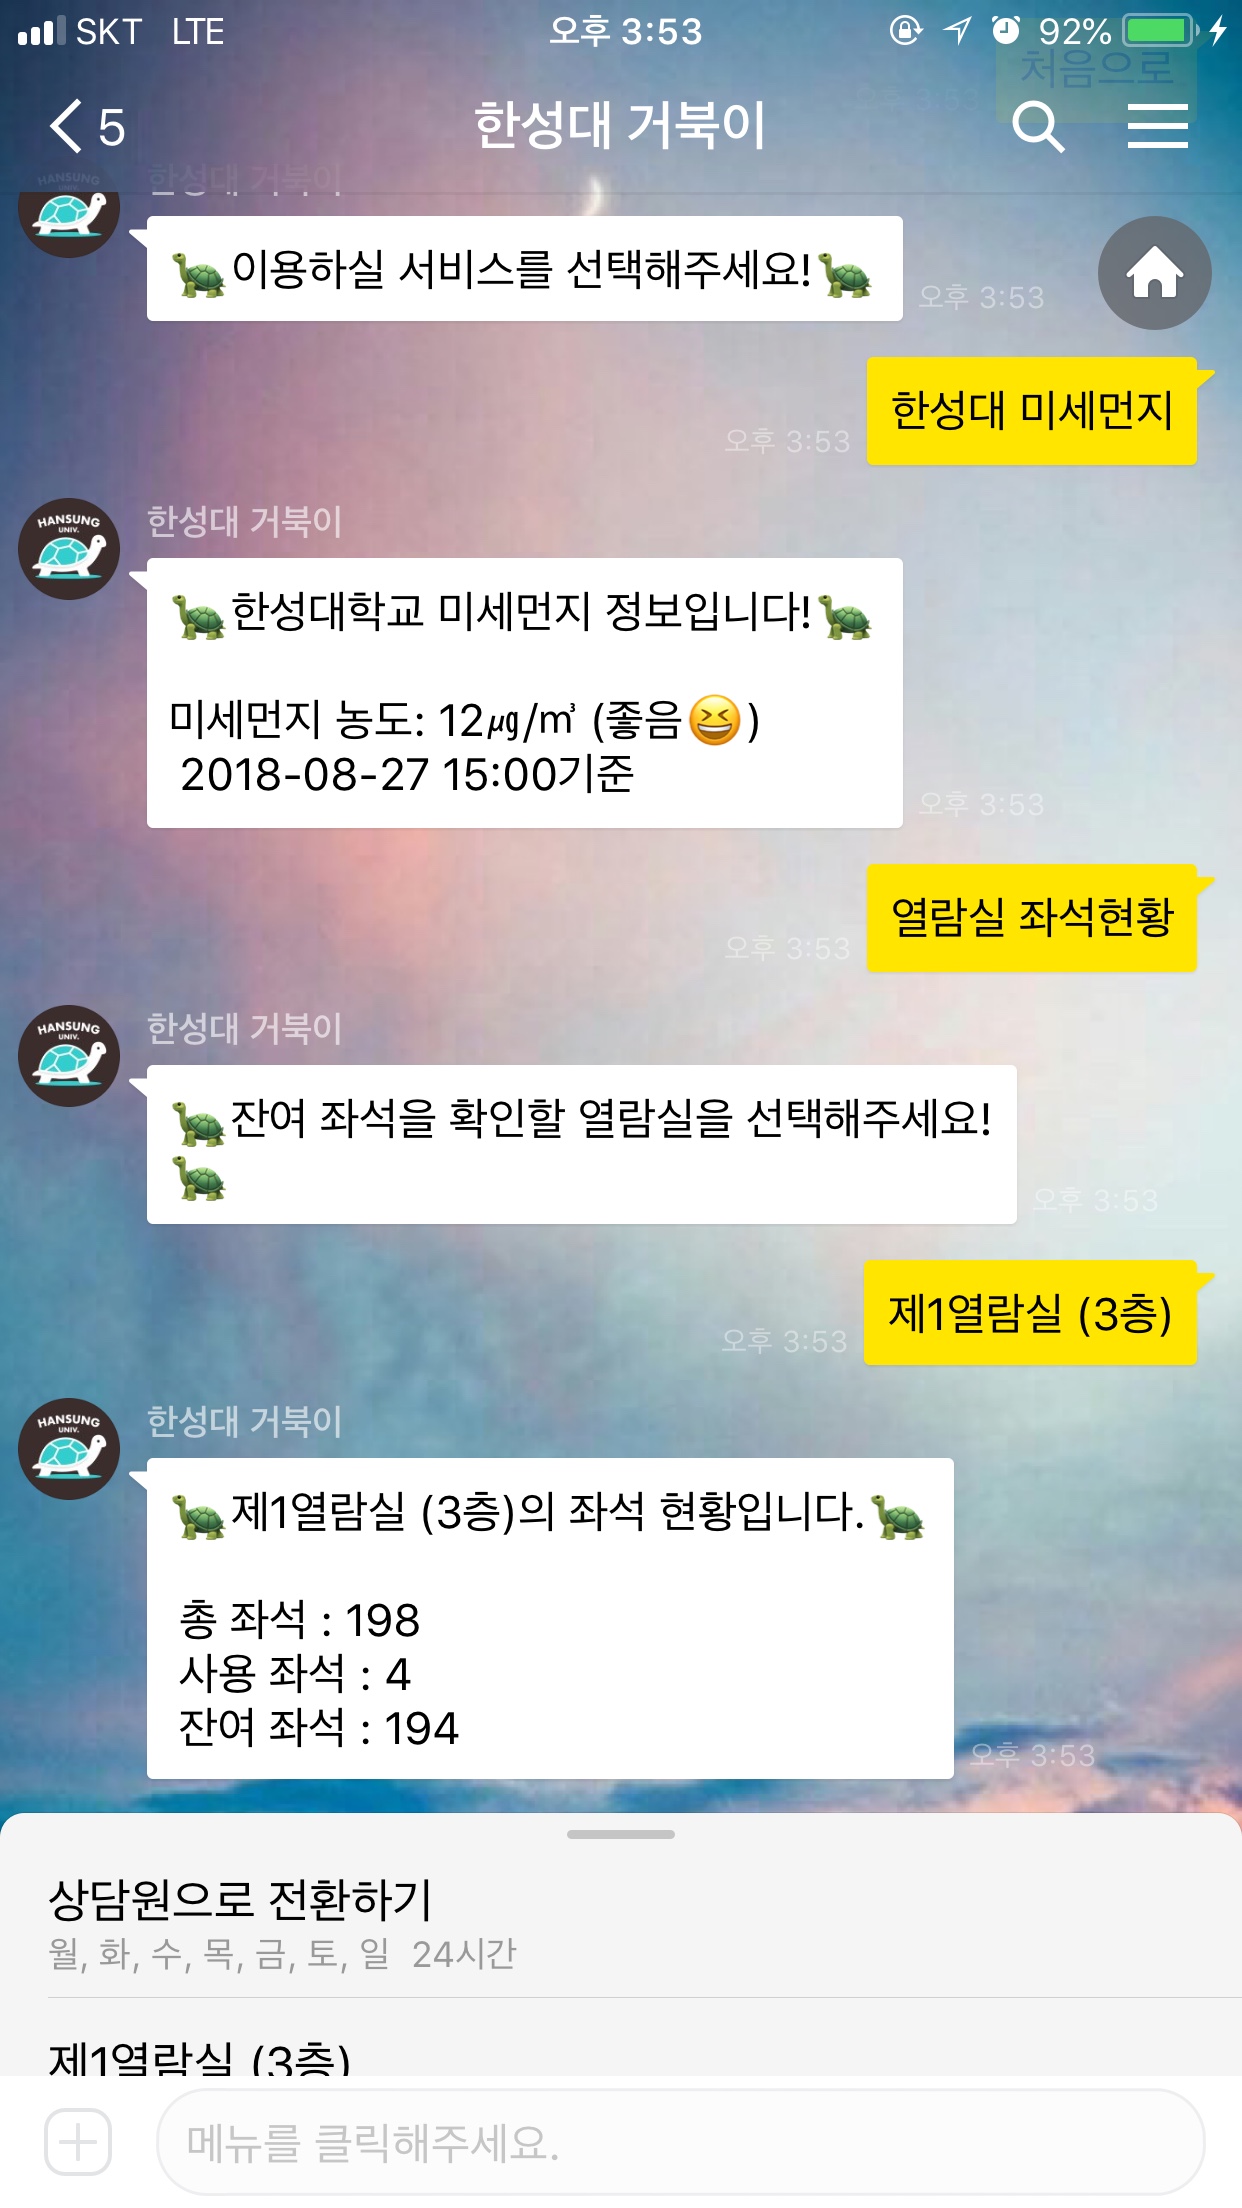 SKT LTE 오후 3:53 92%
처음으로
5 한성대 거북이
한성대 거북이
HANSUNG
🐢이용하실 서비스를 선택해주세요!🐢
오후 3:53
한성대 미세먼지
오후 3:53
HANSUNG
UNIV.
한성대 거북이
🐢한성대학교 미세먼지 정보입니다!🐢
미세먼지 농도: 12㎍/㎥ (좋음😆)
2018-08-27 15:00기준
오후 3:53
열람실 좌석현황
오후 3:53
HANSUNG
UNIV.
한성대 거북이
🐢잔여 좌석을 확인할 열람실을 선택해주세요!
🐢
오후 3:53
제1열람실 (3층)
오후 3:53
HANSUNG
UNIV.
한성대 거북이
🐢제1열람실 (3층)의 좌석 현황입니다.🐢
총 좌석 : 198
사용 좌석 : 4
잔여 좌석 : 194
오후 3:53
상담원으로 전환하기
월, 화, 수, 목, 금, 토, 일 24시간
제1열람실 (3층)
메뉴를 클릭해주세요.